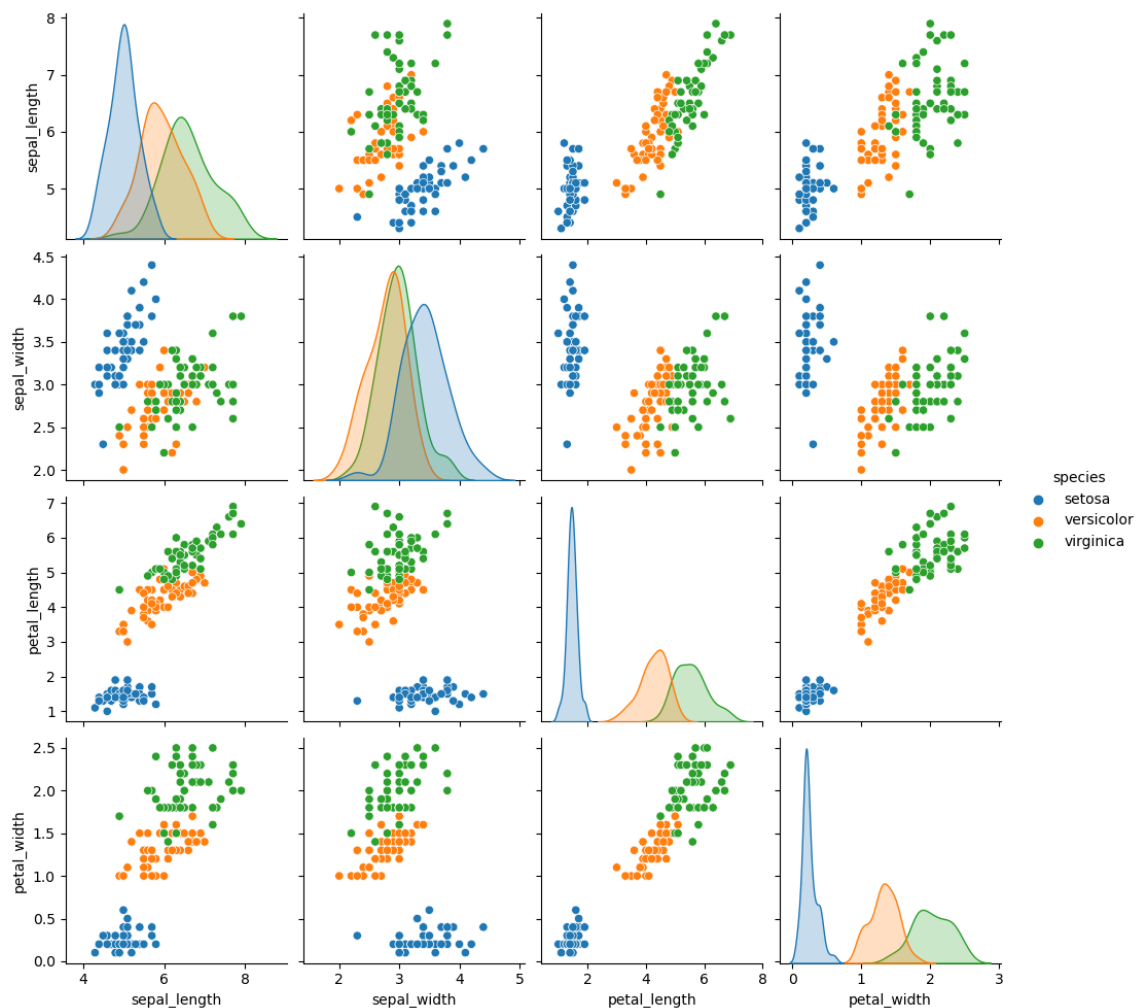 8
7
6
5
sepal_length
4.5
4.0
3.5
3.0
2.5
2.0
sepal_width
species
setosa
versicolor
virginica
7
6
5
4
3
2
1
petal_length
2.5
2.0
1.5
1.0
0.5
0.0
petal_width
4 6 8 2 3 4 5 2 4 6 8 0 1 2 3
sepal_length sepal_width petal_length petal_width